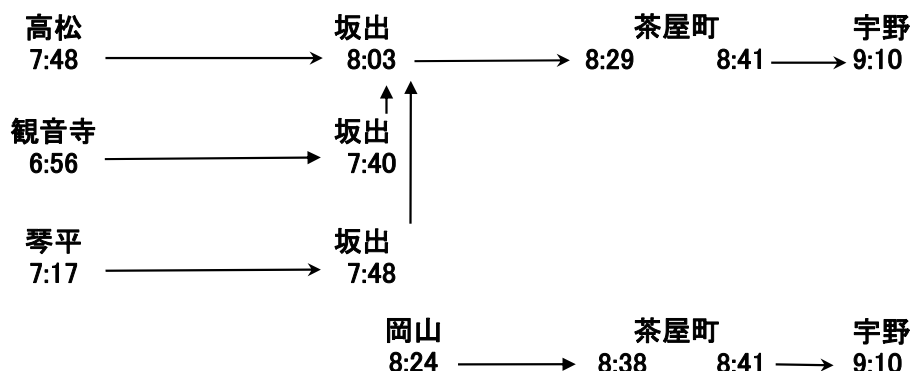 高松 坂出 茶屋町 宇野
7:48 8:03 8:29 8:41 9:10
観音寺 坂出
6:56 7:40
琴平 坂出
7:17 7:48
岡山 茶屋町 宇野
8:24 8:38 8:41 9:10